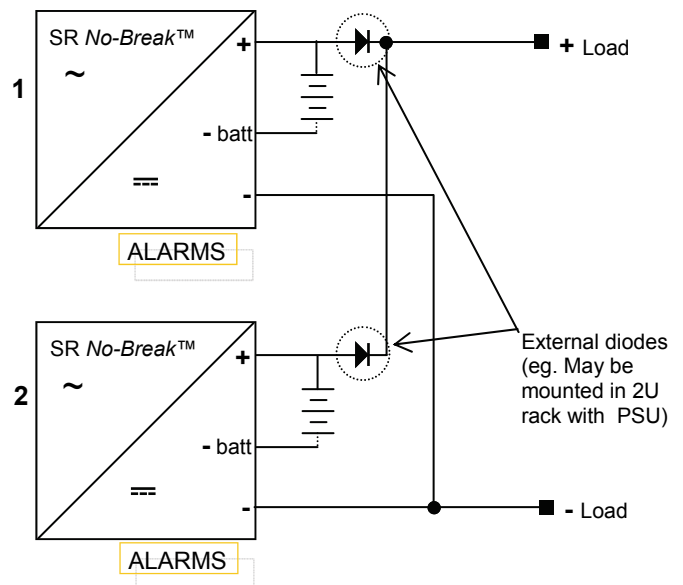 SR No-Break™
+
~
1
- batt
-
ALARMS
+ Load
SR No-Break™
+
~
2
- batt
-
ALARMS
External diodes
(eg. May be
mounted in 2U
rack with PSU)
- Load